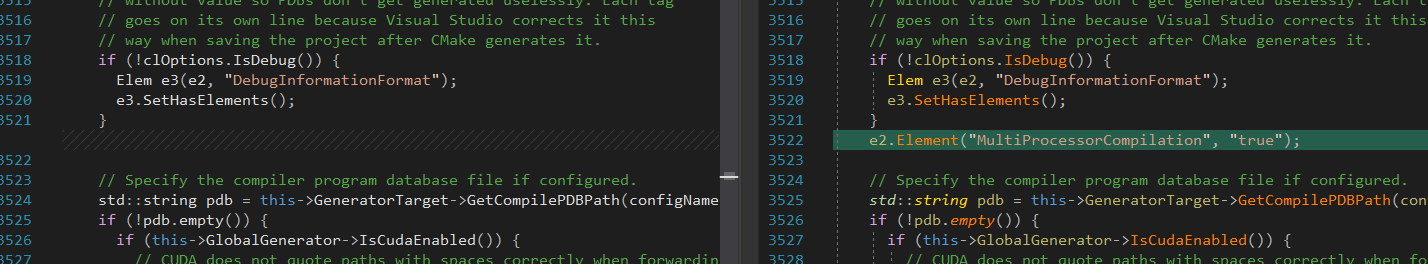 3515 // without value so PDBs don't get generated uselessly. Each tag
3516 // goes on its own line because Visual Studio corrects it this
3517 // way when saving the project after CMake generates it.
3518 if (!clOptions.IsDebug()) {
3519 Elem e3(e2, "DebugInformationFormat");
3520 e3.SetHasElements();
3521 }
3522
3523 // Specify the compiler program database file if configured.
3524 std::string pdb = this->GeneratorTarget->GetCompilePDBPath(configName
3525 if (!pdb.empty()) {
3526 if (this->GlobalGenerator->IsCudaEnabled()) {
3527 // CUDA does not quote paths with spaces correctly when forwardin
3515 // without value so PDBs don't get generated uselessly. Each t
3516 // goes on its own line because Visual Studio corrects it this
3517 // way when saving the project after CMake generates it.
3518 if (!clOptions.IsDebug()) {
3519 Elem e3(e2, "DebugInformationFormat");
3520 e3.SetHasElements();
3521 }
3522 e2.Element("MultiProcessorCompilation", "true");
3523
3524 // Specify the compiler program database file if configured.
3525 std::string pdb = this->GeneratorTarget->GetCompilePDBPath(con
3526 if (!pdb.empty()) {
3527 if (this->GlobalGenerator->IsCudaEnabled()) {
3528 // CUDA does not quote paths with spaces correctly when fo